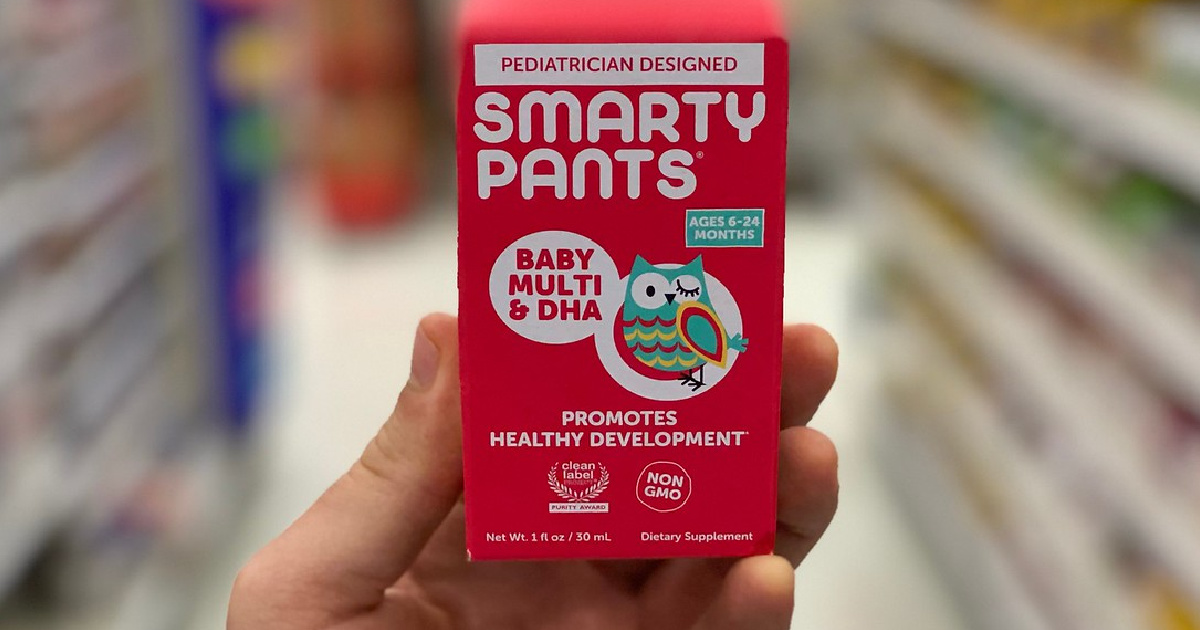 PEDIATRICIAN DESIGNED
SMARTY
PANTS®
AGES 6-24
MONTHS
BABY
MULTI
& DHA
PROMOTES
HEALTHY DEVELOPMENT*
clean
label
PURITY AWARD
NON
GMO
Net Wt. 1 fl oz / 30 mL
Dietary Supplement